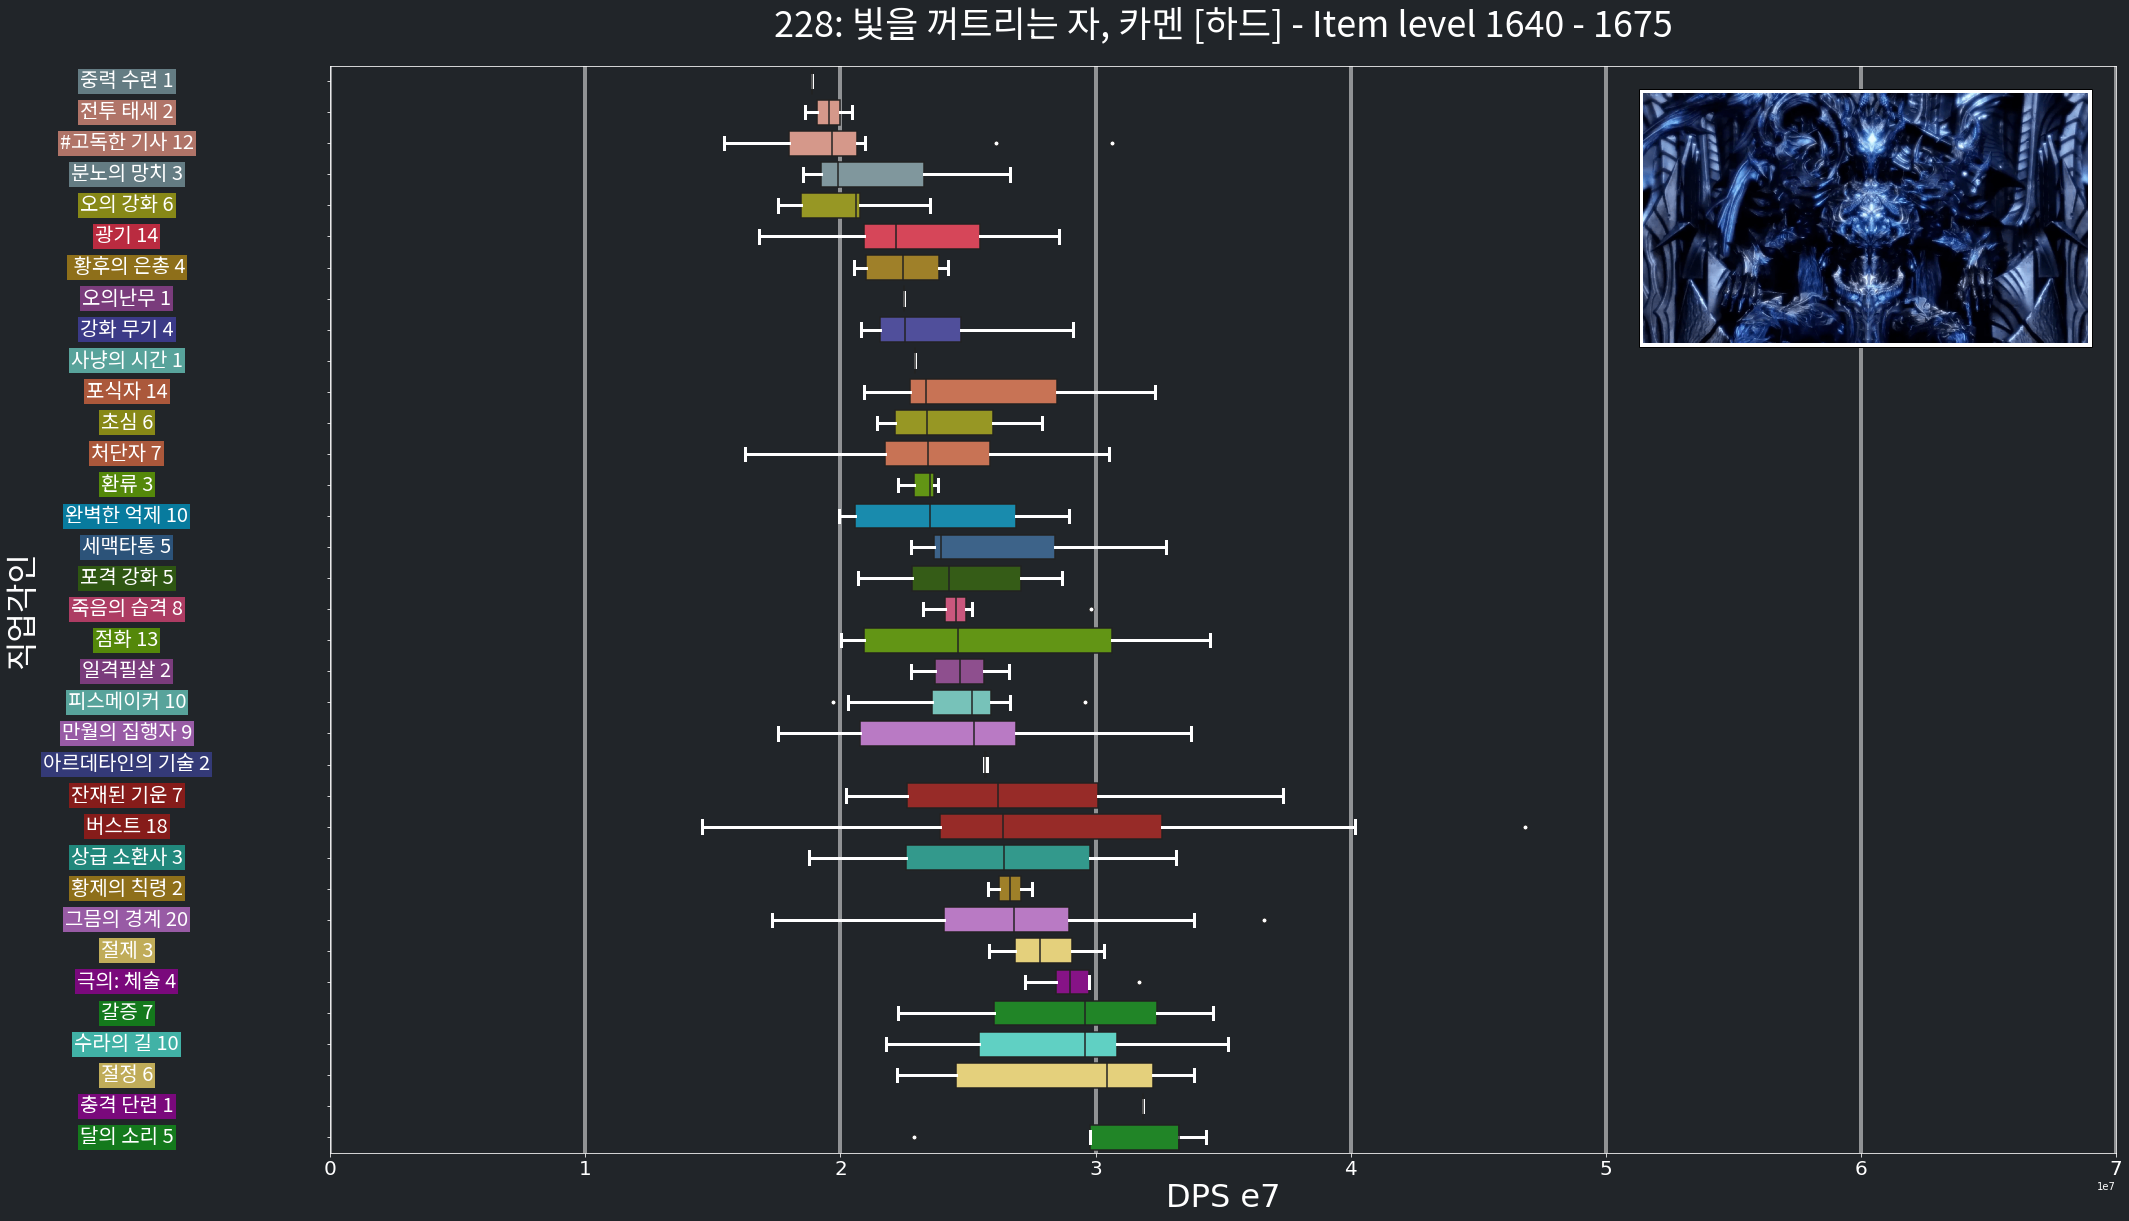 228: 빛을 꺼트리는 자, 카멘 [하드] - Item level 1640 - 1675
직업각인
중력 수련 1
전투 태세 2
#고독한 기사 12
분노의 망치 3
오의 강화 6
광기 14
황후의 은총 4
오의난무 1
강화 무기 4
사냥의 시간 1
포식자 14
초심 6
처단자 7
환류 3
완벽한 억제 10
세맥타통 5
포격 강화 5
죽음의 습격 8
점화 13
일격필살 2
피스메이커 10
만월의 집행자 9
아르데타인의 기술 2
잔재된 기운 7
버스트 18
상급 소환사 3
황제의 칙령 2
그믐의 경계 20
절제 3
극의: 체술 4
갈증 7
수라의 길 10
절정 6
충격 단련 1
달의 소리 5
0 1 2 3 4 5 6 7
1e7
DPS e7